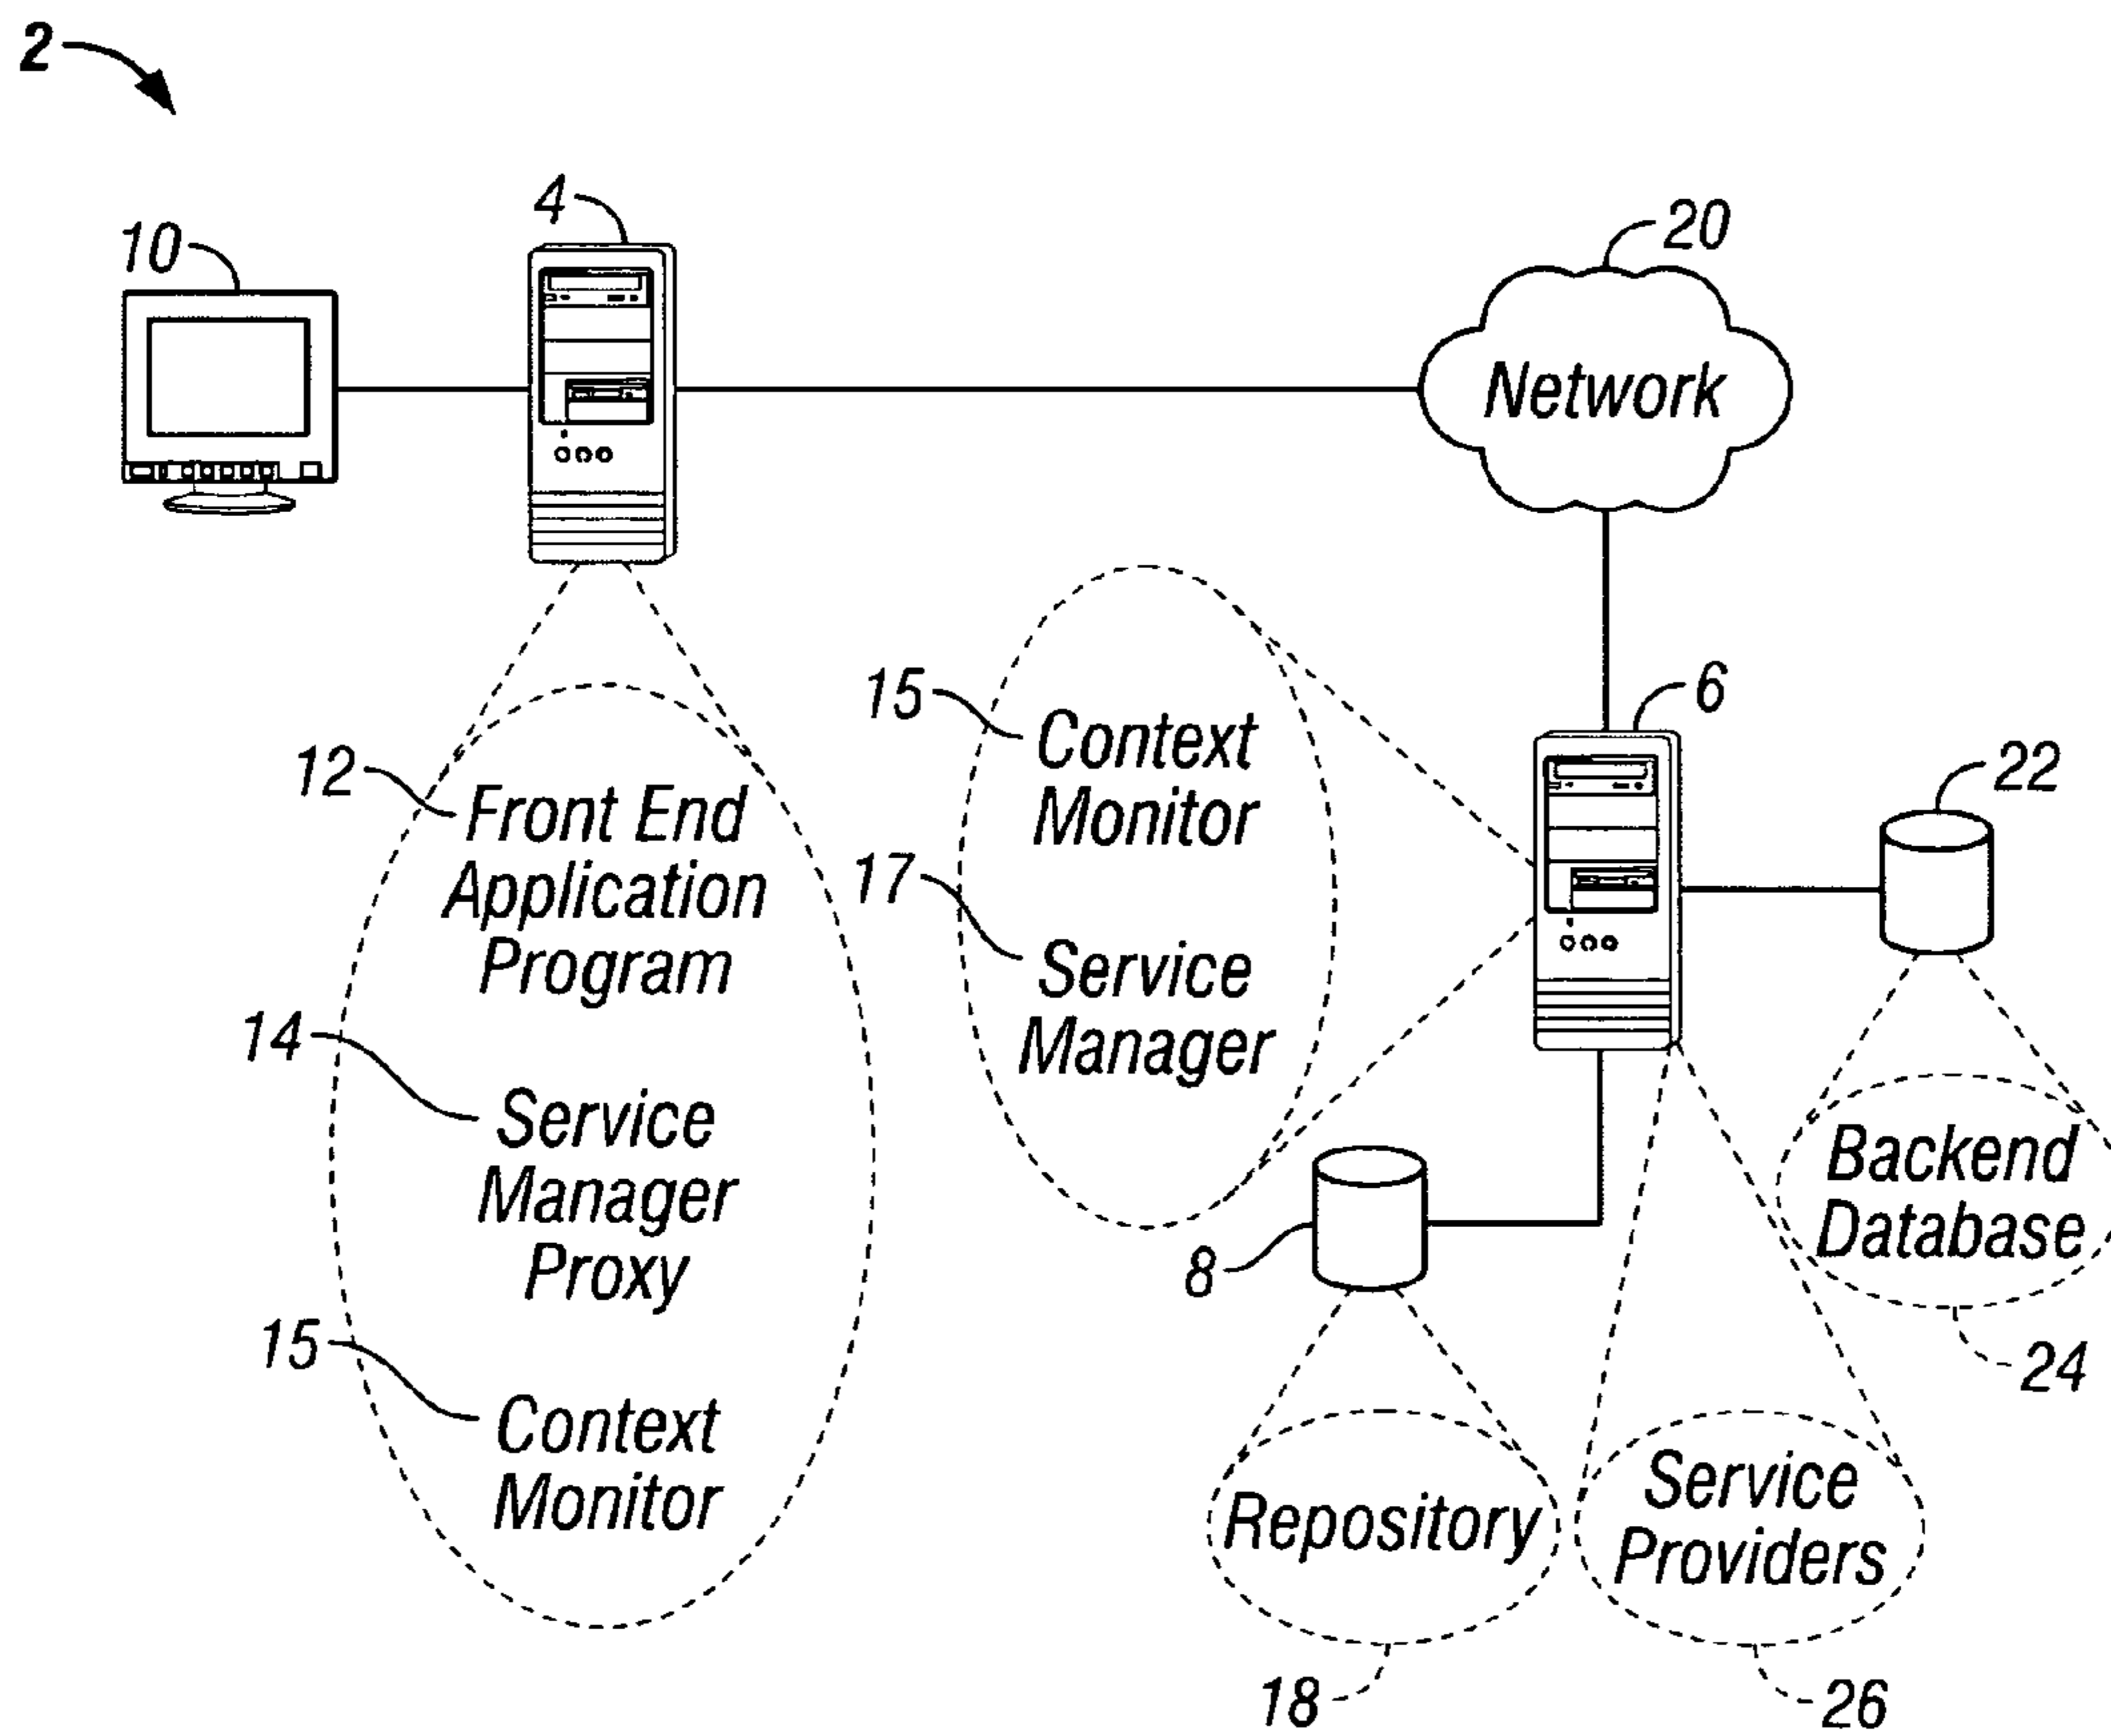 2
4
10
20
Network
15
Context
Monitor
6
12
Front End
Application
Program
17
Service
Manager
22
14
Service
Manager
Proxy
8
Backend
Database
24
15
Context
Monitor
Repository
Service
Providers
18
26